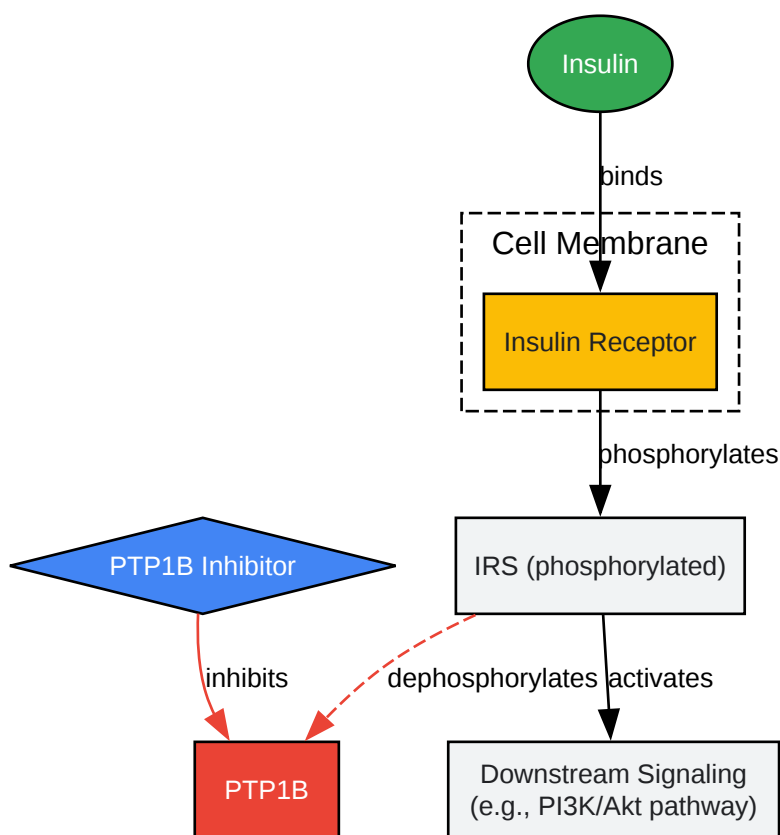 Insulin
binds
Cell Membrane
Insulin Receptor
phosphorylates
PTP1B Inhibitor
IRS (phosphorylated)
inhibits
dephosphorylates
activates
PTP1B
Downstream Signaling
(e.g., PI3K/Akt pathway)